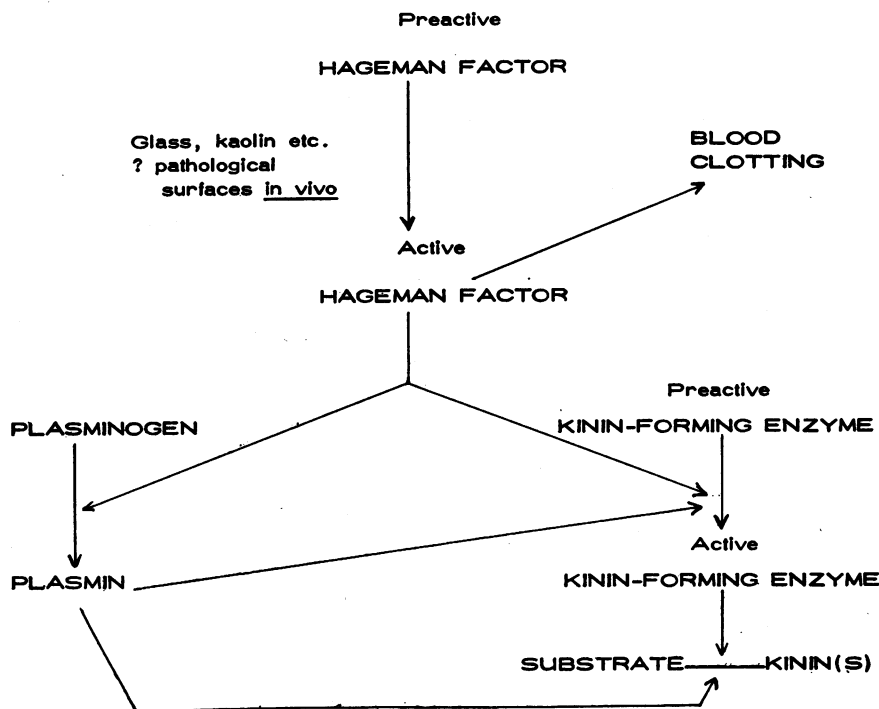 Preactive
HAGEMAN FACTOR
Glass, kaolin etc.
? pathological
surfaces in vivo
BLOOD
CLOTTING
Active
HAGEMAN FACTOR
Preactive
PLASMINOGEN
KININ-FORMING ENZYME
Active
PLASMIN
KININ-FORMING ENZYME
SUBSTRATE
KININ(S)